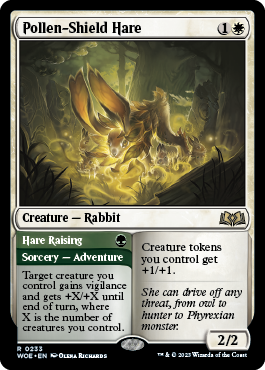 Pollen-Shield Hare 1
Creature — Rabbit
Hare Raising
Sorcery — Adventure
Target creature you
control gains vigilance
and gets +X/+X until
end of turn, where
X is the number of
creatures you control.
Creature tokens
you control get
+1/+1.
She can drive off any
threat, from owl to
hunter to Phyrexian
monster.
2/2
R 0233
WOE • EN Olena Richards
™ & © 2023 Wizards of the Coast